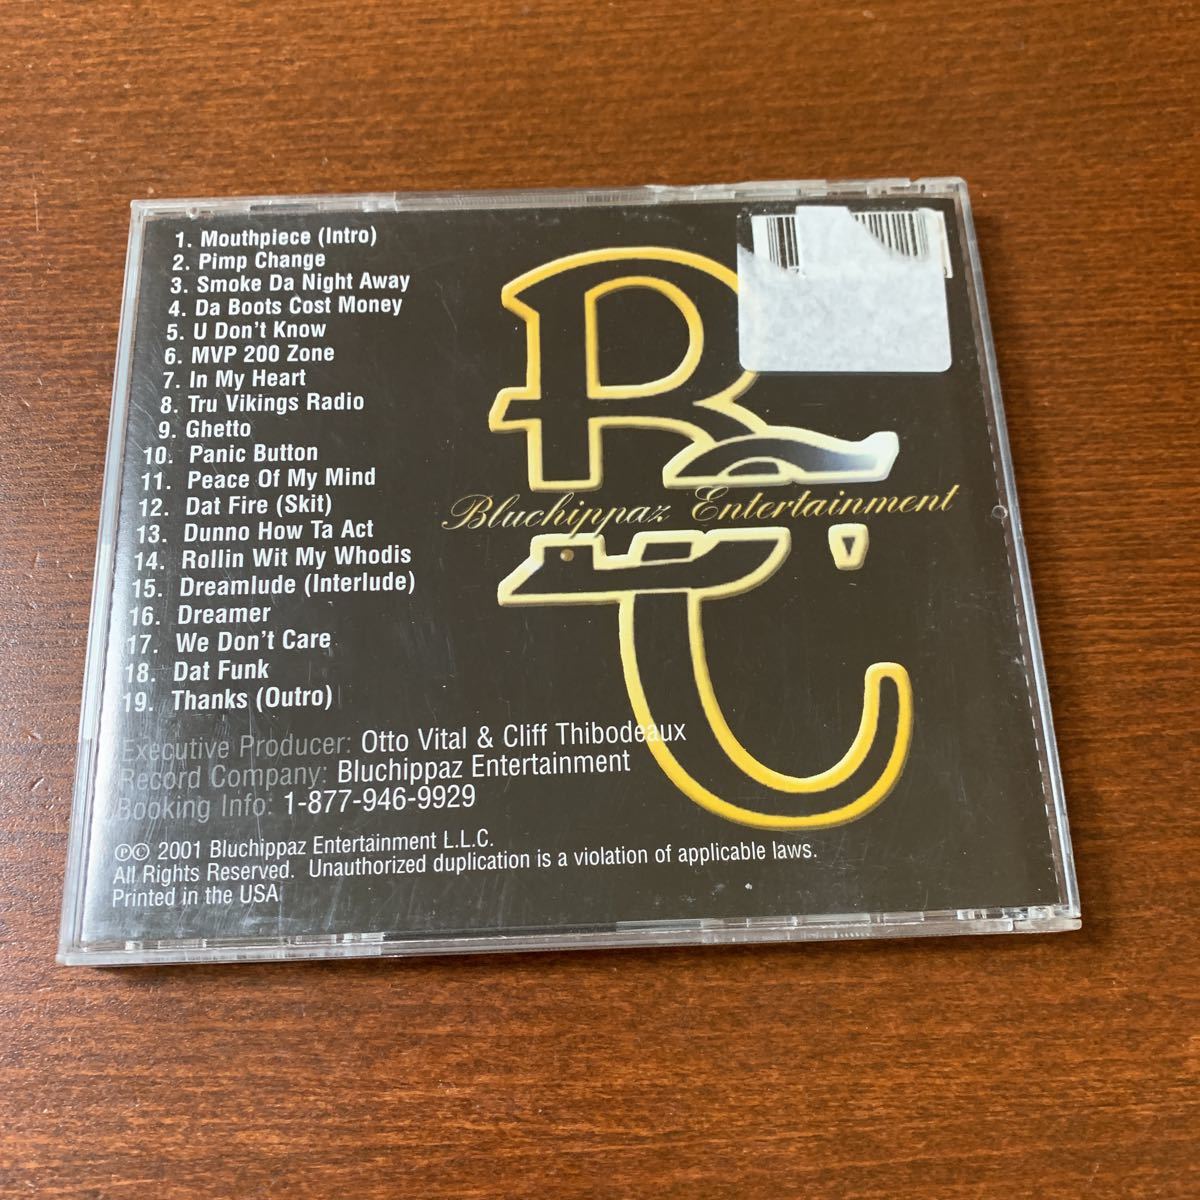 1. Mouthpiece (Intro)
2. Pimp Change
3. Smoke Da Night Away
4. Da Boots Cost Money
5. U Don't Know
6. MVP 200 Zone
7. In My Heart
8. Tru Vikings Radio
9. Ghetto
10. Panic Button
11. Peace Of My Mind
12. Dat Fire (Skit)
13. Dunno How Ta Act
14. Rollin Wit My Whodis
15. Dreamlude (Interlude)
16. Dreamer
17. We Don't Care
18. Dat Funk
19. Thanks (Outro)
Bluchippaz Entertainment
Executive Producer: Otto Vital & Cliff Thibodeaux
Record Company: Bluchippaz Entertainment
Booking Info: 1-877-946-9929
℗© 2001 Bluchippaz Entertainment L.L.C.
All Rights Reserved. Unauthorized duplication is a violation of applicable laws.
Printed in the USA